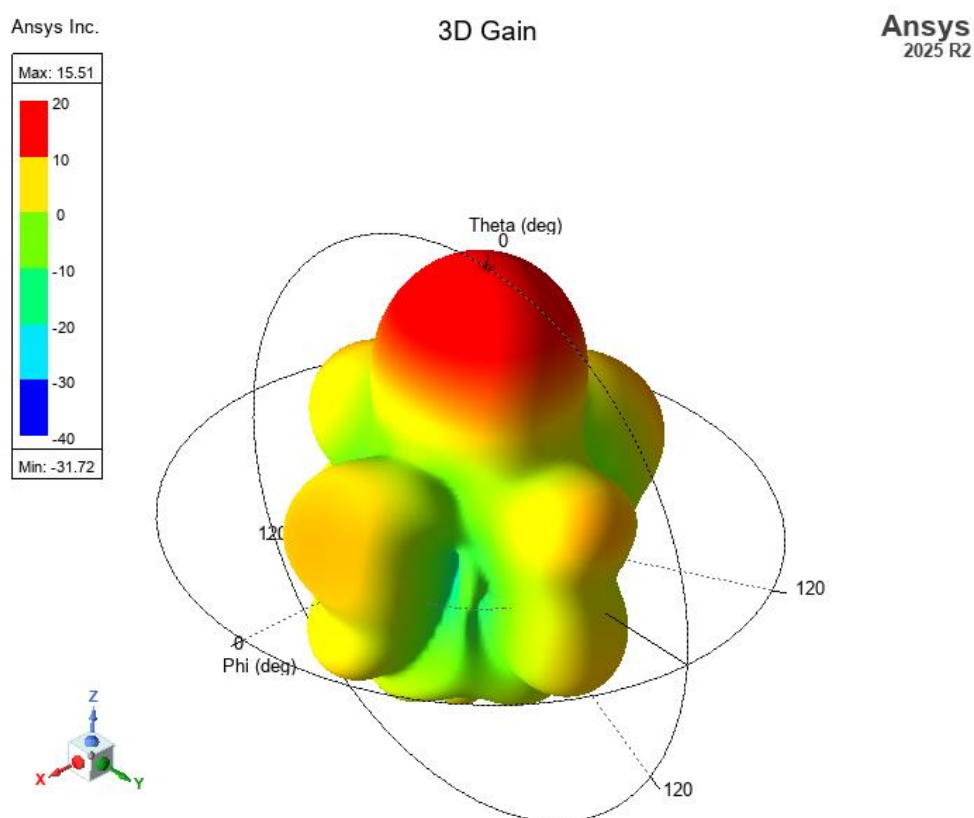 Ansys Inc.
3D Gain
Ansys
2025 R2
Max: 15.51
20
10
0
-10
-20
-30
-40
Min: -31.72
Theta (deg)
0
120
120
0
Phi (deg)
120
Z
X
Y